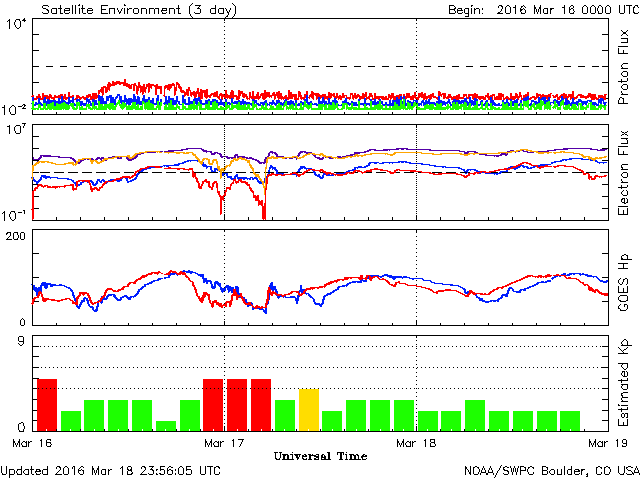 Satellite Environment (3 day) Begin: 2016 Mar 16 0000 UTC
10⁴
10⁻²
Proton Flux
10⁷
10⁻¹
Electron Flux
200
0
GOES Hp
9
0
Estimated Kp
Mar 16 Mar 17 Mar 18 Mar 19
Universal Time
Updated 2016 Mar 18 23:56:05 UTC NOAA/SWPC Boulder, CO USA